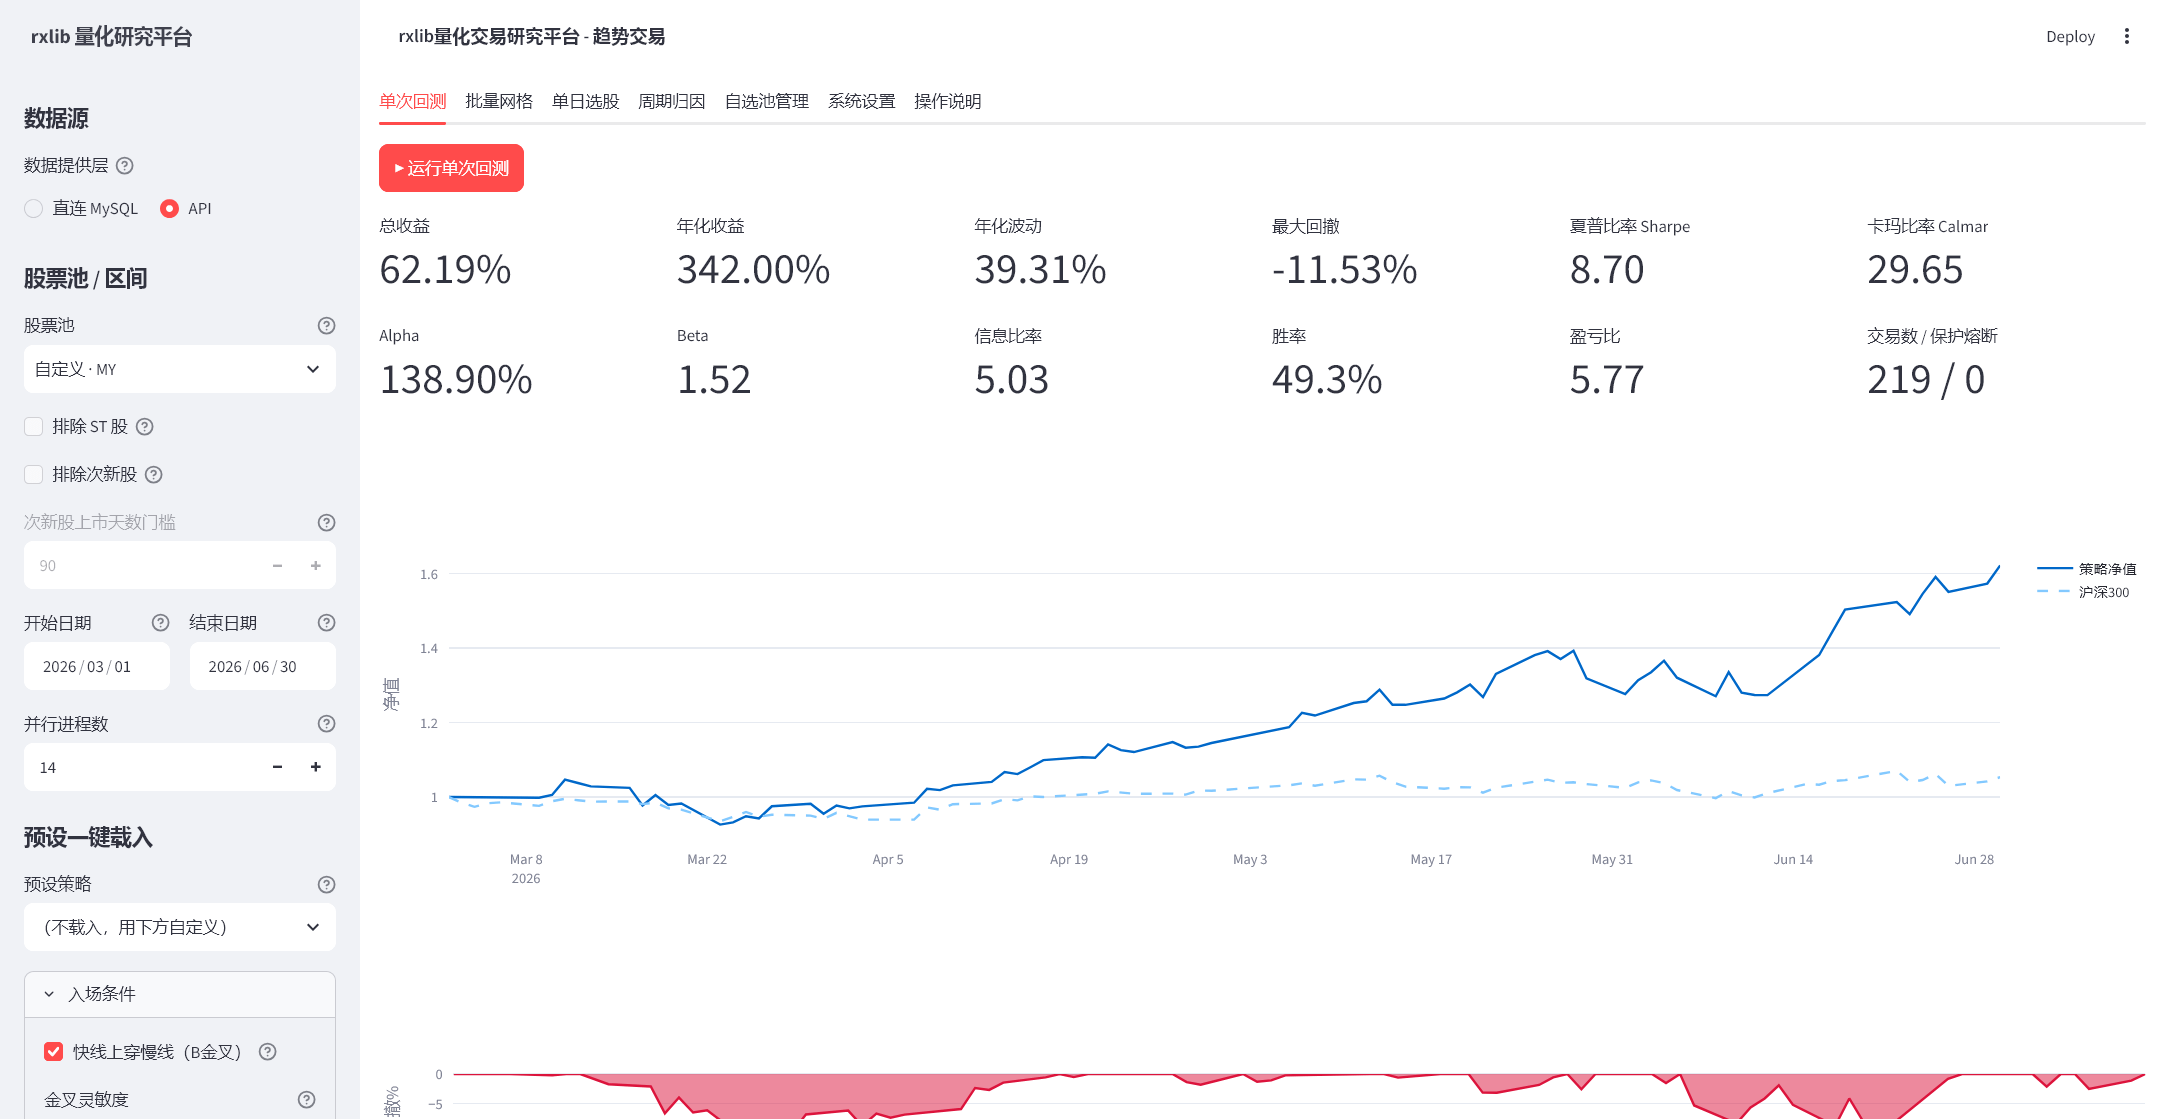 rxlib 量化研究平台
数据源
数据提供层
直连 MySQL
API
股票池 / 区间
股票池
自定义 · MY
排除 ST 股
排除次新股
次新股上市天数门槛
90
开始日期
结束日期
2026 / 03 / 01
2026 / 06 / 30
并行进程数
14
预设一键载入
预设策略
（不载入，用下方自定义）
入场条件
快线上穿慢线（B金叉）
金叉灵敏度
rxlib量化交易研究平台 - 趋势交易
Deploy
单次回测 批量网格 单日选股 周期归因 自选池管理 系统设置 操作说明
▶ 运行单次回测
总收益
62.19%
年化收益
342.00%
年化波动
39.31%
最大回撤
-11.53%
夏普比率 Sharpe
8.70
卡玛比率 Calmar
29.65
Alpha
138.90%
Beta
1.52
信息比率
5.03
胜率
49.3%
盈亏比
5.77
交易数 / 保护熔断
219 / 0
净值
1.6
1.4
1.2
1
Mar 8
2026
Mar 22
Apr 5
Apr 19
May 3
May 17
May 31
Jun 14
Jun 28
策略净值
沪深300
撤%
0
−5